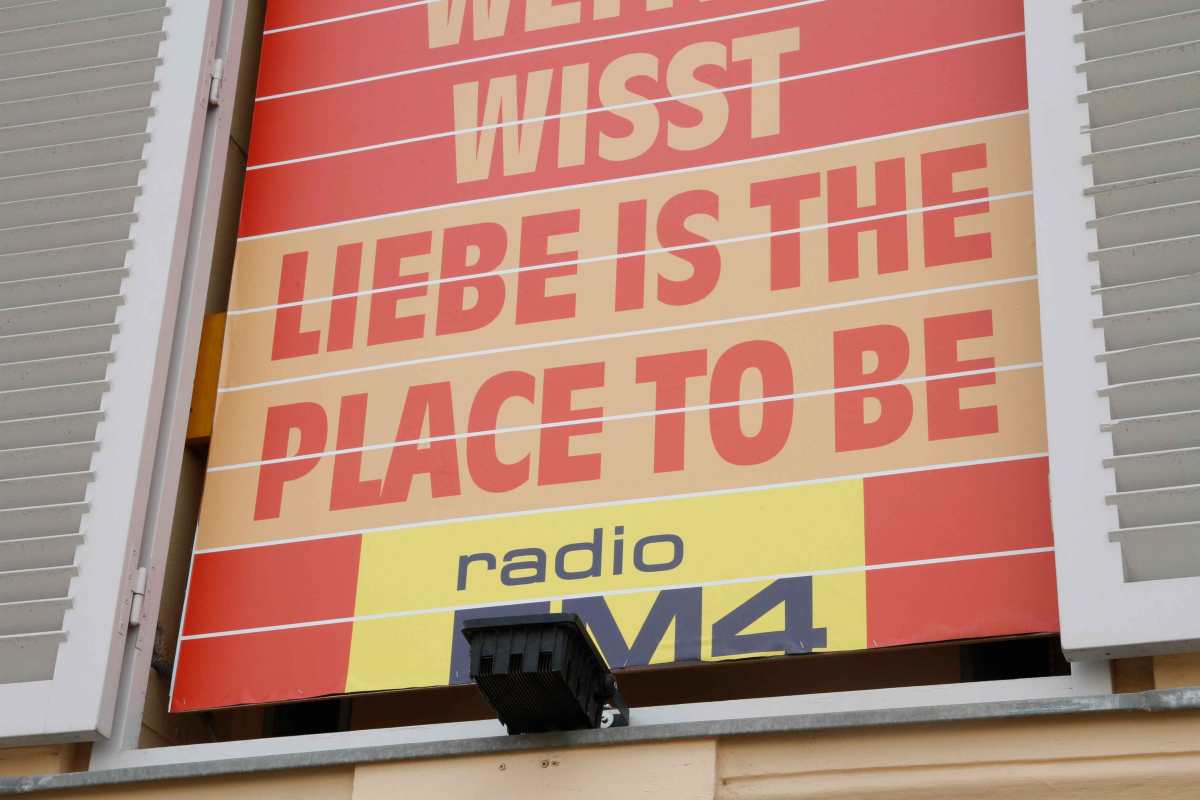 WISST
LIEBE IS THE
PLACE TO BE
radio
FM4